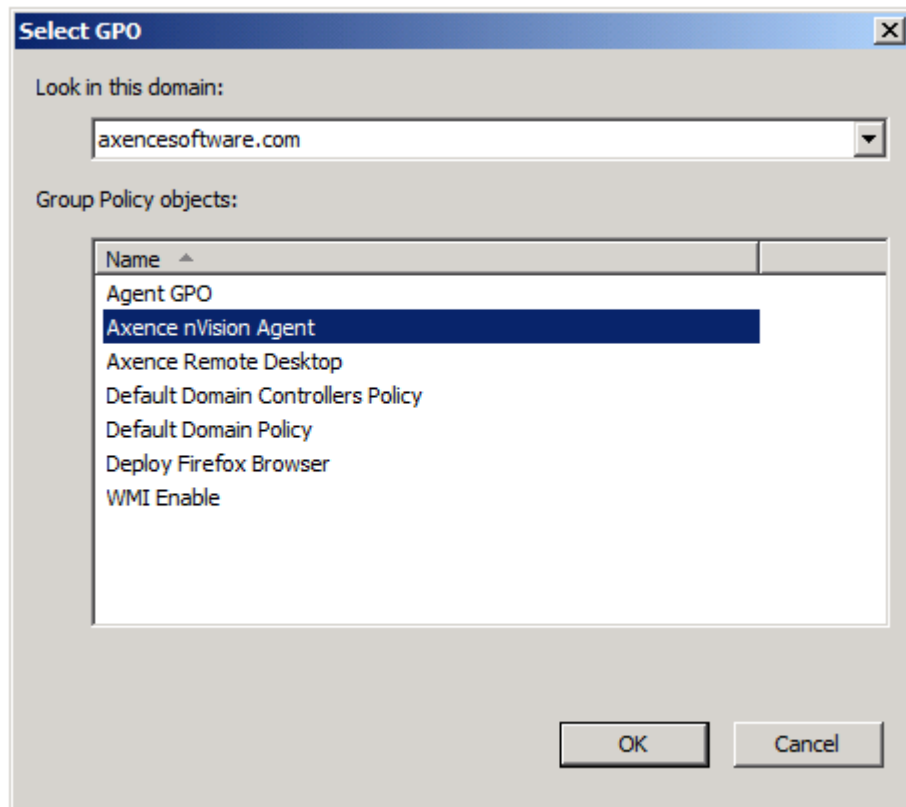 Select GPO
Look in this domain:
axencesoftware.com
Group Policy objects:
Name
Agent GPO
Axence nVision Agent
Axence Remote Desktop
Default Domain Controllers Policy
Default Domain Policy
Deploy Firefox Browser
WMI Enable
OK Cancel